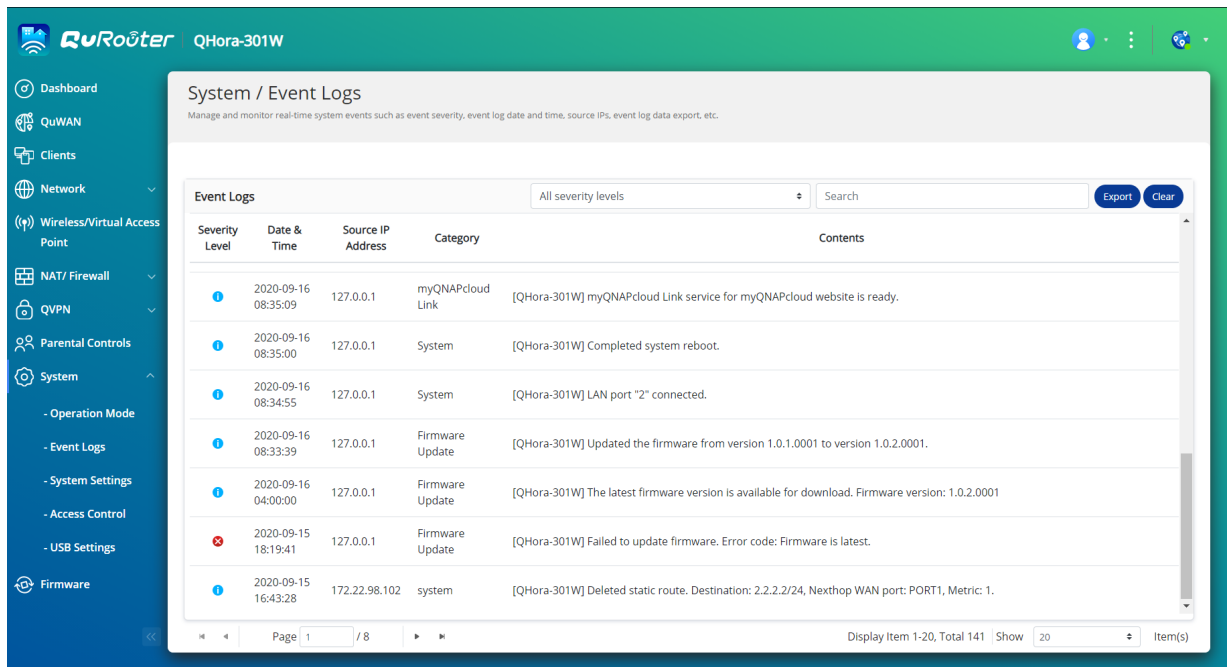 QuRouter QHora-301W
Dashboard
QuWAN
Clients
Network
Wireless/Virtual Access
Point
NAT/ Firewall
QVPN
Parental Controls
System
- Operation Mode
- Event Logs
- System Settings
- Access Control
- USB Settings
Firmware
System / Event Logs
Manage and monitor real-time system events such as event severity, event log date and time, source IPs, event log data export, etc.
Event Logs All severity levels Search Export Clear
Severity Date & Source IP Category Contents
Level Time Address
2020-09-16 127.0.0.1 myQNAPcloud [QHora-301W] myQNAPcloud Link service for myQNAPcloud website is ready.
08:35:09 Link
2020-09-16 127.0.0.1 System [QHora-301W] Completed system reboot.
08:35:00
2020-09-16 127.0.0.1 System [QHora-301W] LAN port "2" connected.
08:34:55
2020-09-16 127.0.0.1 Firmware [QHora-301W] Updated the firmware from version 1.0.1.0001 to version 1.0.2.0001.
08:33:39 Update
2020-09-16 127.0.0.1 Firmware [QHora-301W] The latest firmware version is available for download. Firmware version: 1.0.2.0001
04:00:00 Update
2020-09-15 127.0.0.1 Firmware [QHora-301W] Failed to update firmware. Error code: Firmware is latest.
18:19:41 Update
2020-09-15 172.22.98.102 system [QHora-301W] Deleted static route. Destination: 2.2.2.2/24, Nexthop WAN port: PORT1, Metric: 1.
16:43:28
Page 1 / 8 Display Item 1-20, Total 141 Show 20 Item(s)